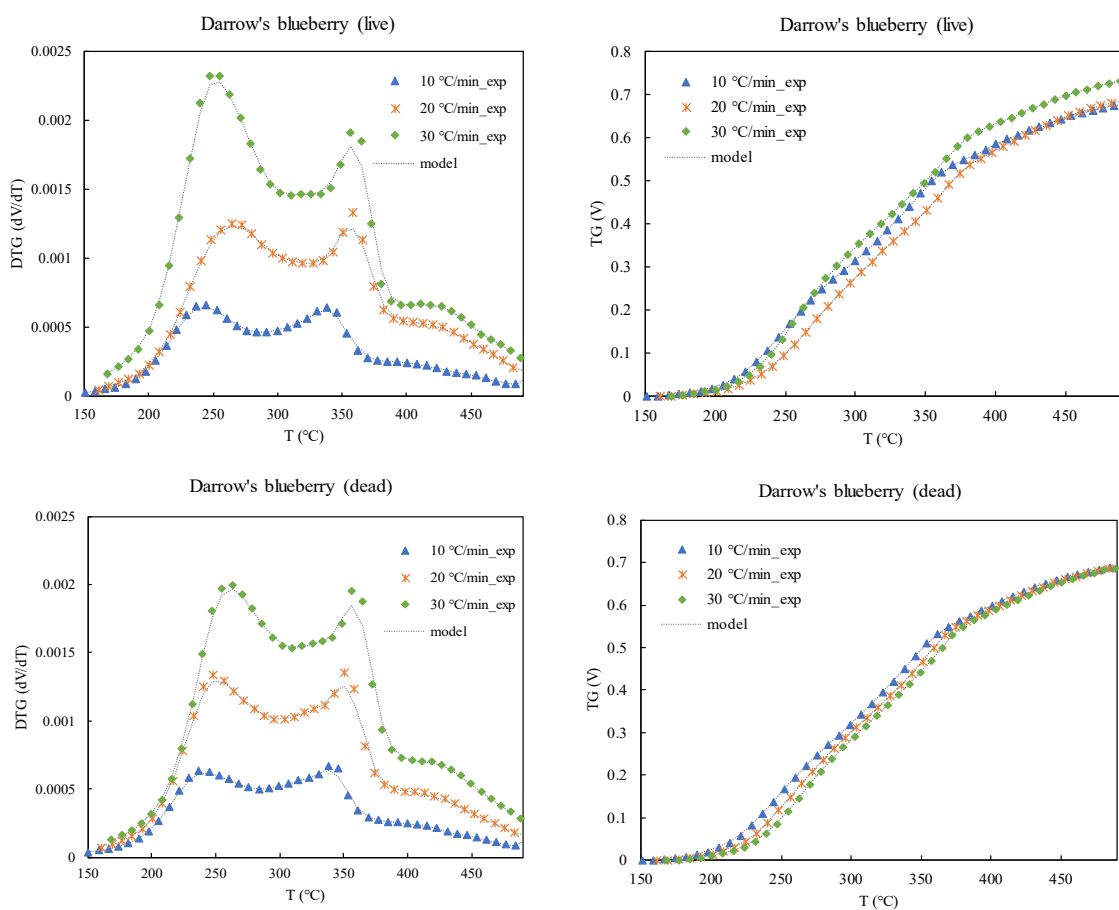 Darrow's blueberry (live)
0.0025
0.002
0.0015
0.001
0.0005
0
DTG (dV/dT)
10 °C/min_exp
20 °C/min_exp
30 °C/min_exp
model
150 200 250 300 350 400 450
T (°C)
Darrow's blueberry (live)
0.8
0.7
0.6
0.5
0.4
0.3
0.2
0.1
0
TG (V)
10 °C/min_exp
20 °C/min_exp
30 °C/min_exp
model
150 200 250 300 350 400 450
T (°C)
Darrow's blueberry (dead)
0.0025
0.002
0.0015
0.001
0.0005
0
DTG (dV/dT)
10 °C/min_exp
20 °C/min_exp
30 °C/min_exp
model
150 200 250 300 350 400 450
T (°C)
Darrow's blueberry (dead)
0.8
0.7
0.6
0.5
0.4
0.3
0.2
0.1
0
TG (V)
10 °C/min_exp
20 °C/min_exp
30 °C/min_exp
model
150 200 250 300 350 400 450
T (°C)